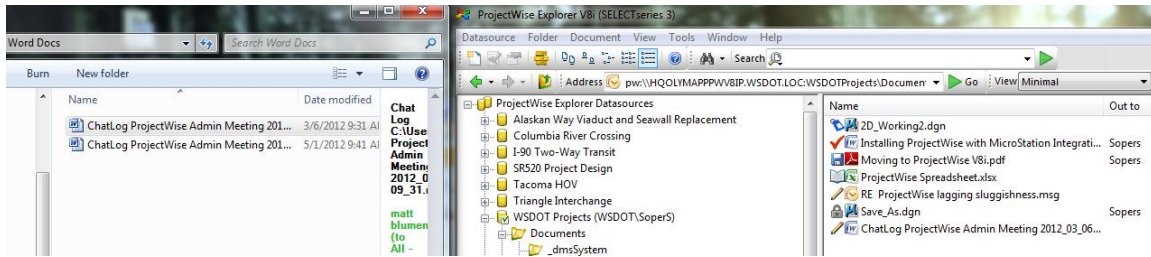 Word Docs
Search Word Docs
Burn New folder
Name Date modified
ChatLog ProjectWise Admin Meeting 201... 3/6/2012 9:31 A
ChatLog ProjectWise Admin Meeting 201... 5/1/2012 9:41 A
Chat
Log
C:\Use
Project
Admin
Meeting
2012_0
09_31.
matt
blumen
(to
All -
ProjectWise Explorer V8i (SELECTseries 3)
Datasource Folder Document View Tools Window Help
Search
Address pw:\\HQOLYMAPPPWV8IP.WSDOT.LOC:WSDOTProjects\Documen Go View Minimal
ProjectWise Explorer Datasources
Alaskan Way Viaduct and Seawall Replacement
Columbia River Crossing
I-90 Two-Way Transit
SR520 Project Design
Tacoma HOV
Triangle Interchange
WSDOT Projects (WSDOT\SoperS)
Documents
_dmsSystem
Name Out to
2D_Working2.dgn
Installing ProjectWise with MicroStation Integrati... Sopers
Moving to ProjectWise V8i.pdf Sopers
ProjectWise Spreadsheet.xlsx
RE ProjectWise lagging sluggishness.msg
Save_As.dgn Sopers
ChatLog ProjectWise Admin Meeting 2012_03_06...